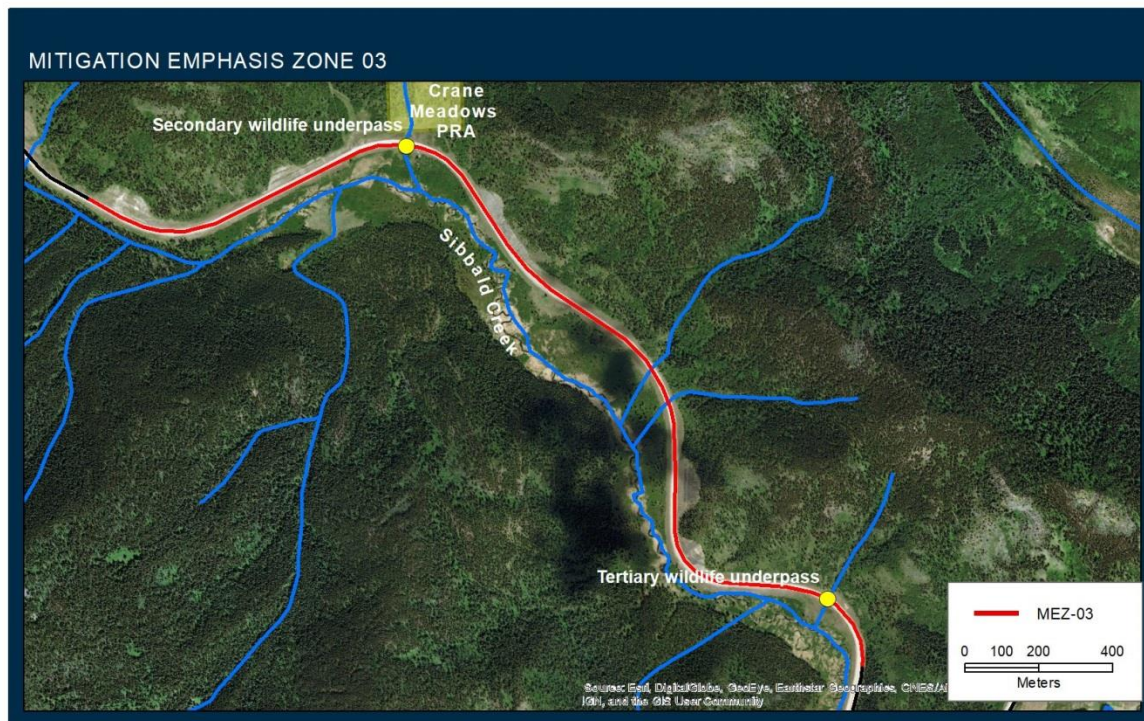 MITIGATION EMPHASIS ZONE 03
Crane
Meadows
PRA
Secondary wildlife underpass
Sibbald Creek
Tertiary wildlife underpass
MEZ-03
0 100 200 400
Meters
Source: Esri, DigitalGlobe, GeoEye, Earthstar Geographics, CNES/Ai
IGN, and the GIS User Community